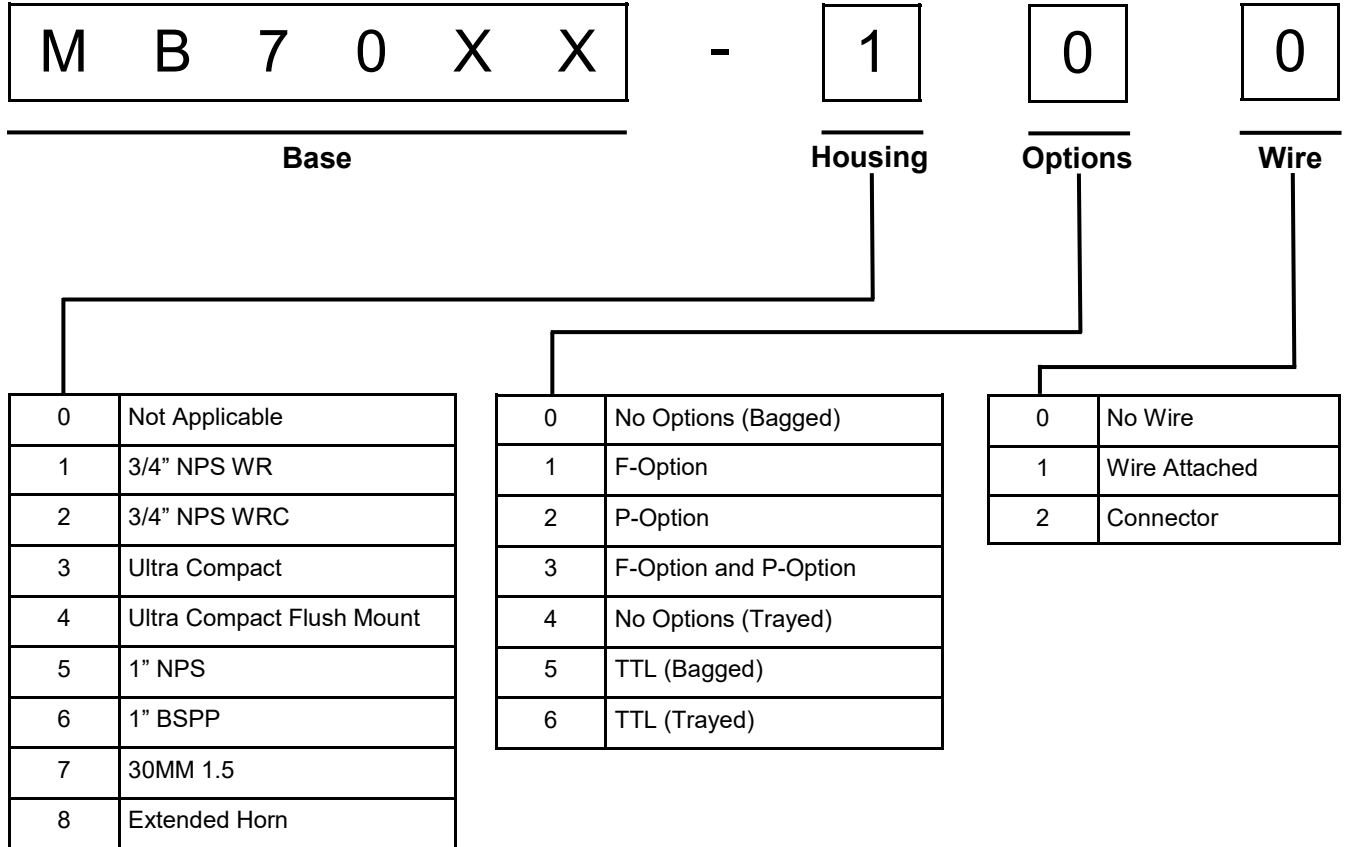 M B 7 0 X X - 1 0 0
Base Housing Options Wire
0 Not Applicable
1 3/4” NPS WR
2 3/4” NPS WRC
3 Ultra Compact
4 Ultra Compact Flush Mount
5 1” NPS
6 1” BSPP
7 30MM 1.5
8 Extended Horn
0 No Options (Bagged)
1 F-Option
2 P-Option
3 F-Option and P-Option
4 No Options (Trayed)
5 TTL (Bagged)
6 TTL (Trayed)
0 No Wire
1 Wire Attached
2 Connector